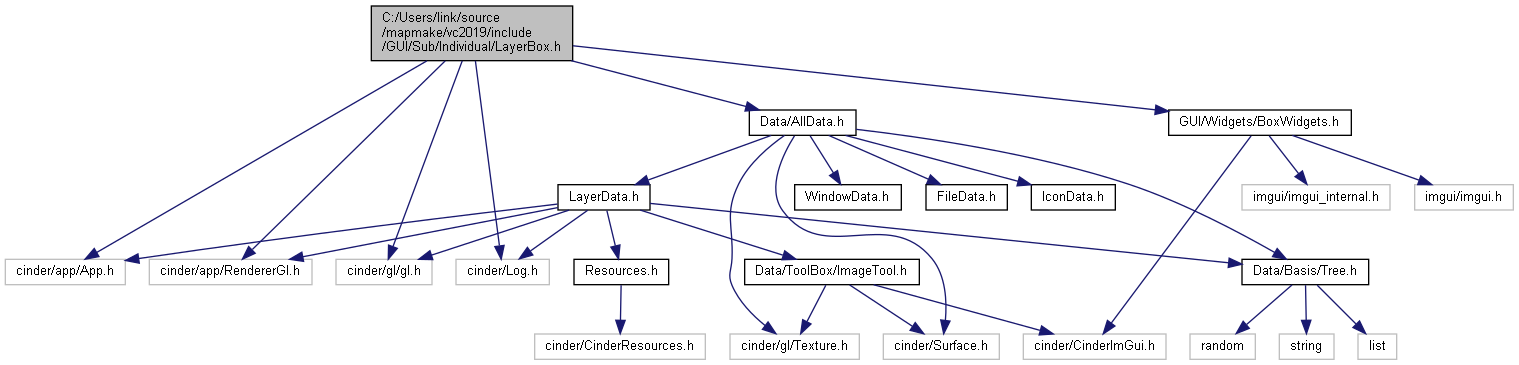 C:/Users/link/source
/mapmake/vc2019/include
/GUI/Sub/Individual/LayerBox.h
Data/AllData.h
GUI/Widgets/BoxWidgets.h
LayerData.h
WindowData.h
FileData.h
IconData.h
imgui/imgui_internal.h
imgui/imgui.h
cinder/app/App.h
cinder/app/RendererGl.h
cinder/gl/gl.h
cinder/Log.h
Resources.h
Data/ToolBox/ImageTool.h
Data/Basis/Tree.h
cinder/CinderResources.h
cinder/gl/Texture.h
cinder/Surface.h
cinder/CinderImGui.h
random
string
list